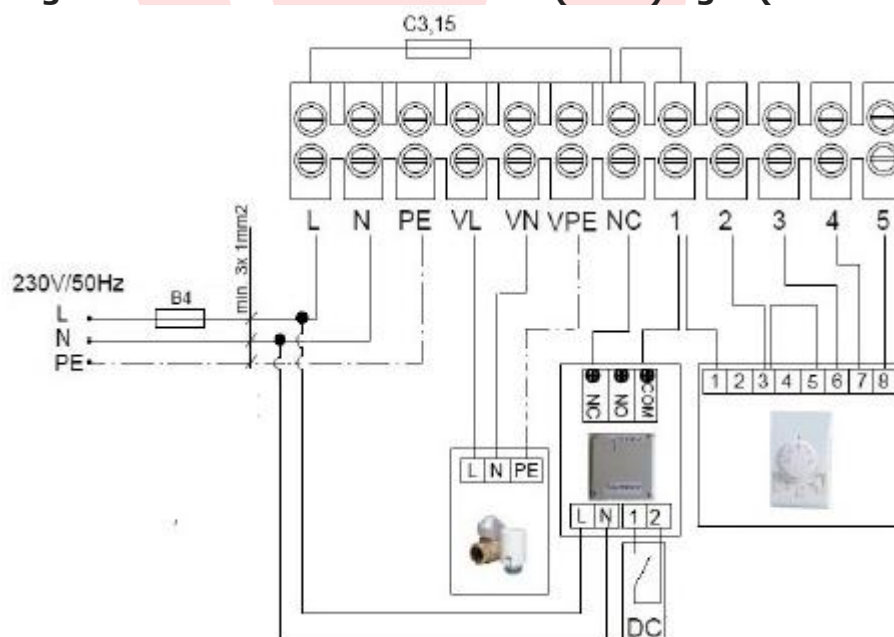 C3,15
L N PE VL VN VPE NC 1 2 3 4 5
min. 3x 1mm2
230V/50Hz
L
B4
N
PE
NC NO COM
1 2 3 4 5 6 7 8
L N PE
L N 1 2
DC